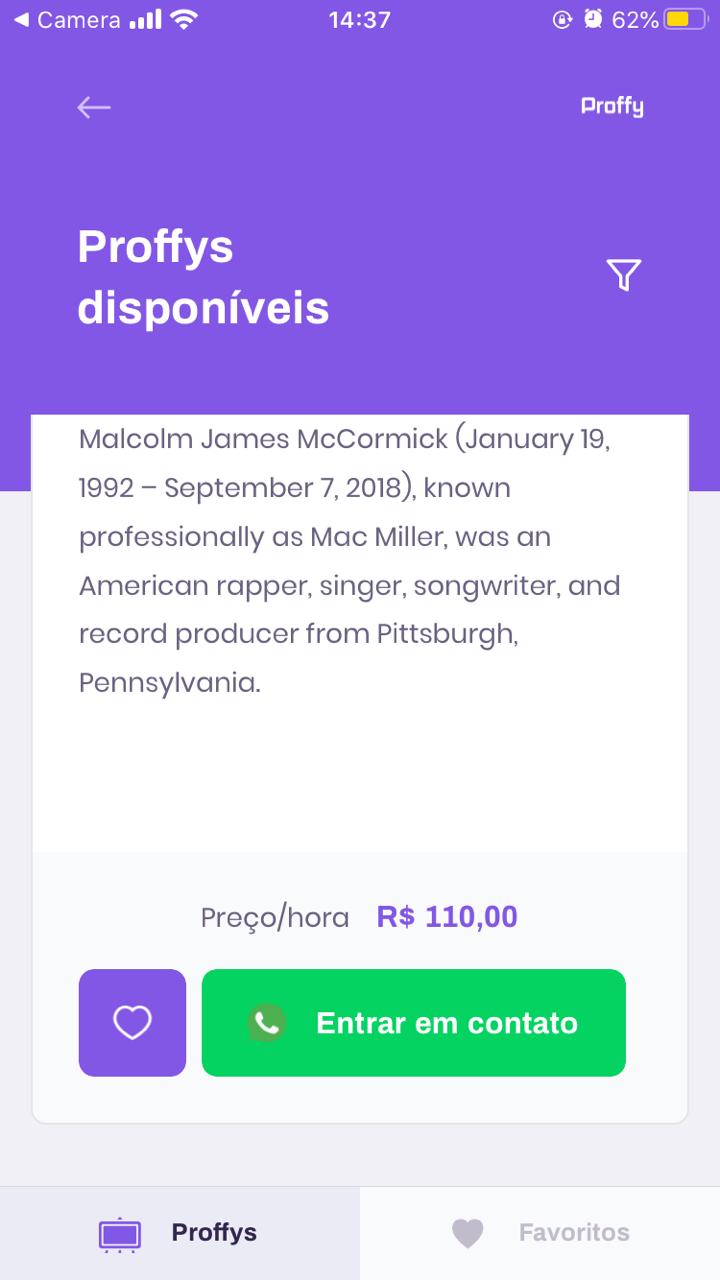 Camera 14:37 62%
Proffy
Proffys
disponíveis
Malcolm James McCormick (January 19,
1992 – September 7, 2018), known
professionally as Mac Miller, was an
American rapper, singer, songwriter, and
record producer from Pittsburgh,
Pennsylvania.
Preço/hora R$ 110,00
Entrar em contato
Proffys Favoritos